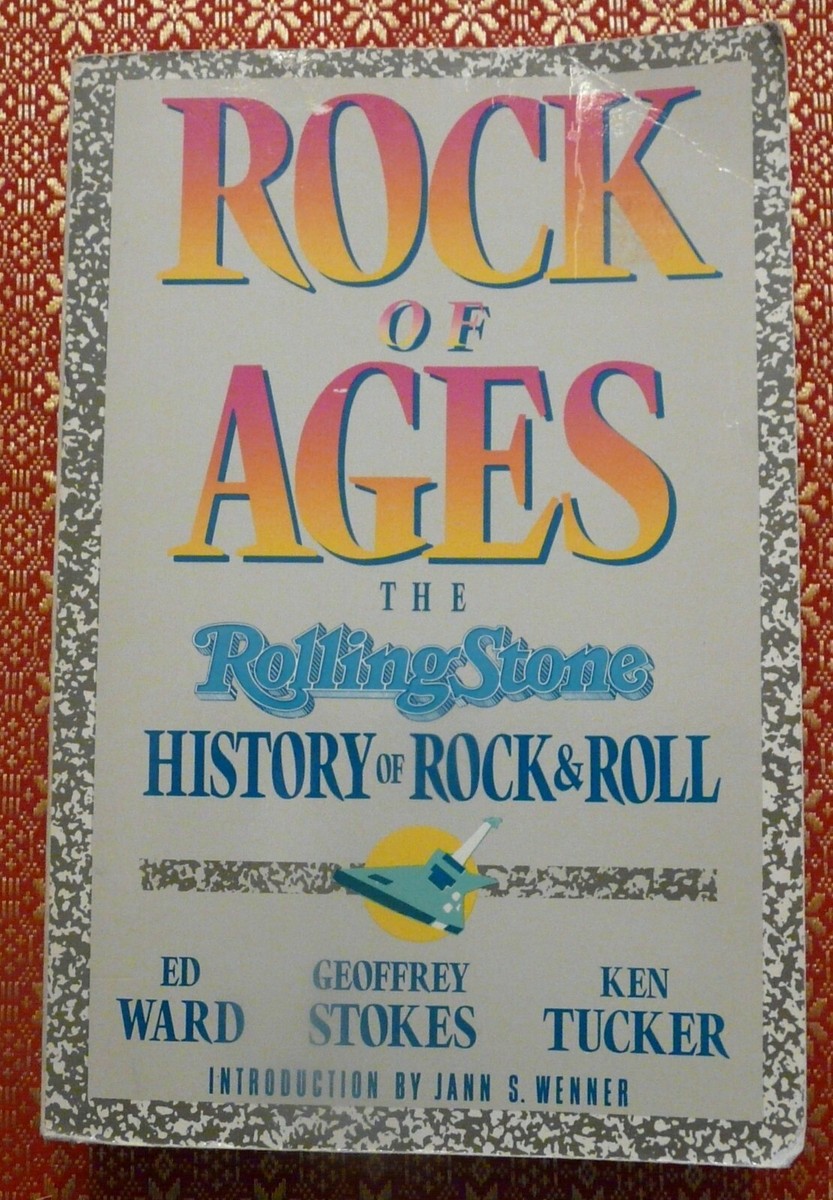 ROCK
OF
AGES
THE
RollingStone
HISTORY OF ROCK & ROLL
ED WARD
GEOFFREY STOKES
KEN TUCKER
INTRODUCTION BY JANN S. WENNER